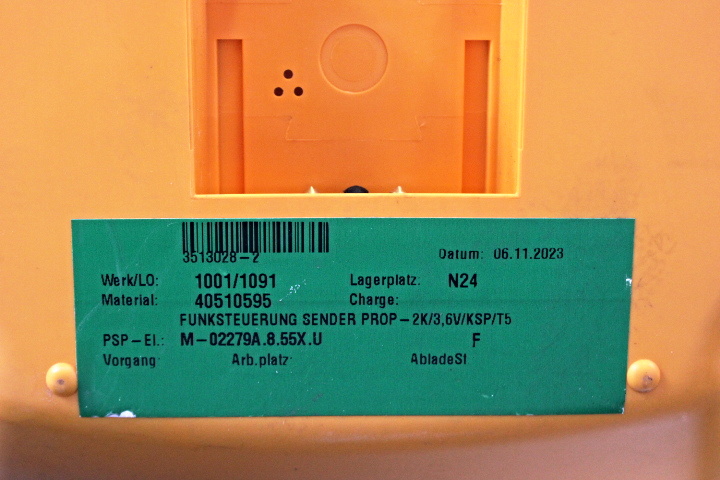 3513028-2 Datum: 06.11.2023
Werk/LO: 1001/1091 Lagerplatz: N24
Material: 40510595 Charge:
FUNKSTEUERUNG SENDER PROP-2K/3,6V/KSP/T5
PSP-El.: M-02279A.8.55X.U F
Vorgang: Arb.platz: AbladeSt